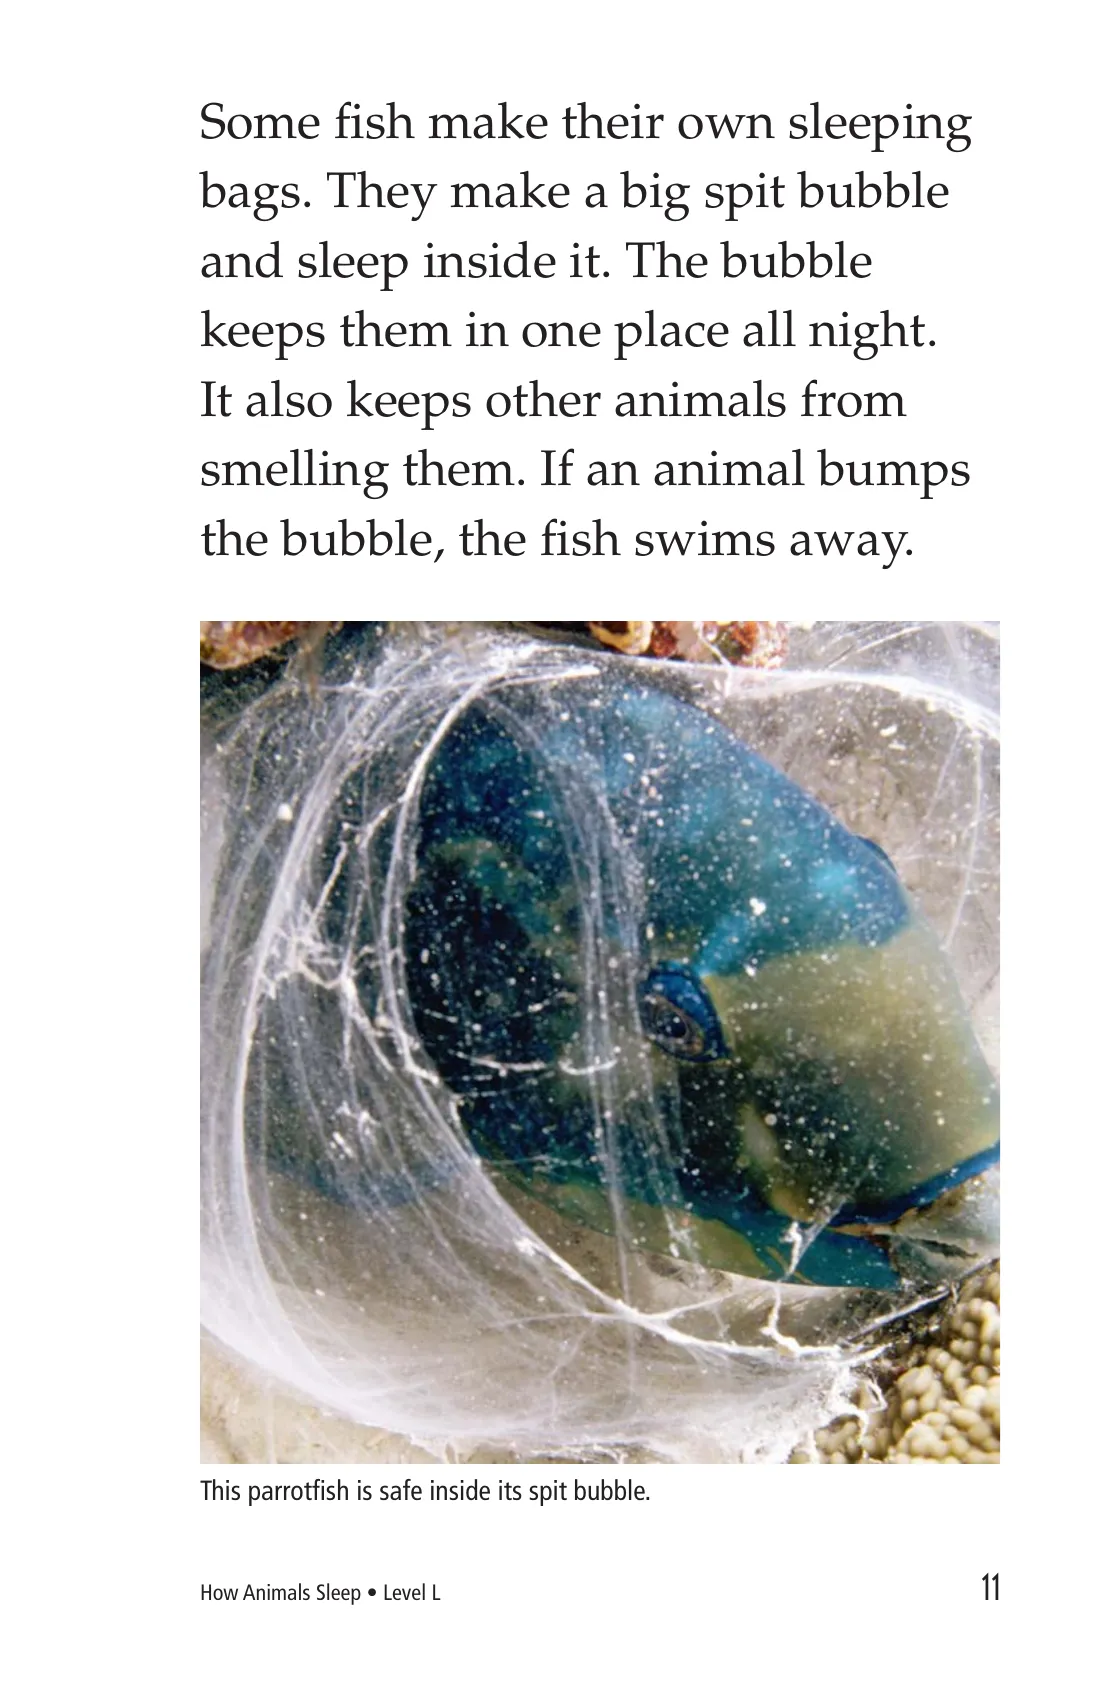 Some fish make their own sleeping
bags. They make a big spit bubble
and sleep inside it. The bubble
keeps them in one place all night.
It also keeps other animals from
smelling them. If an animal bumps
the bubble, the fish swims away.
This parrotfish is safe inside its spit bubble.
How Animals Sleep • Level L
11